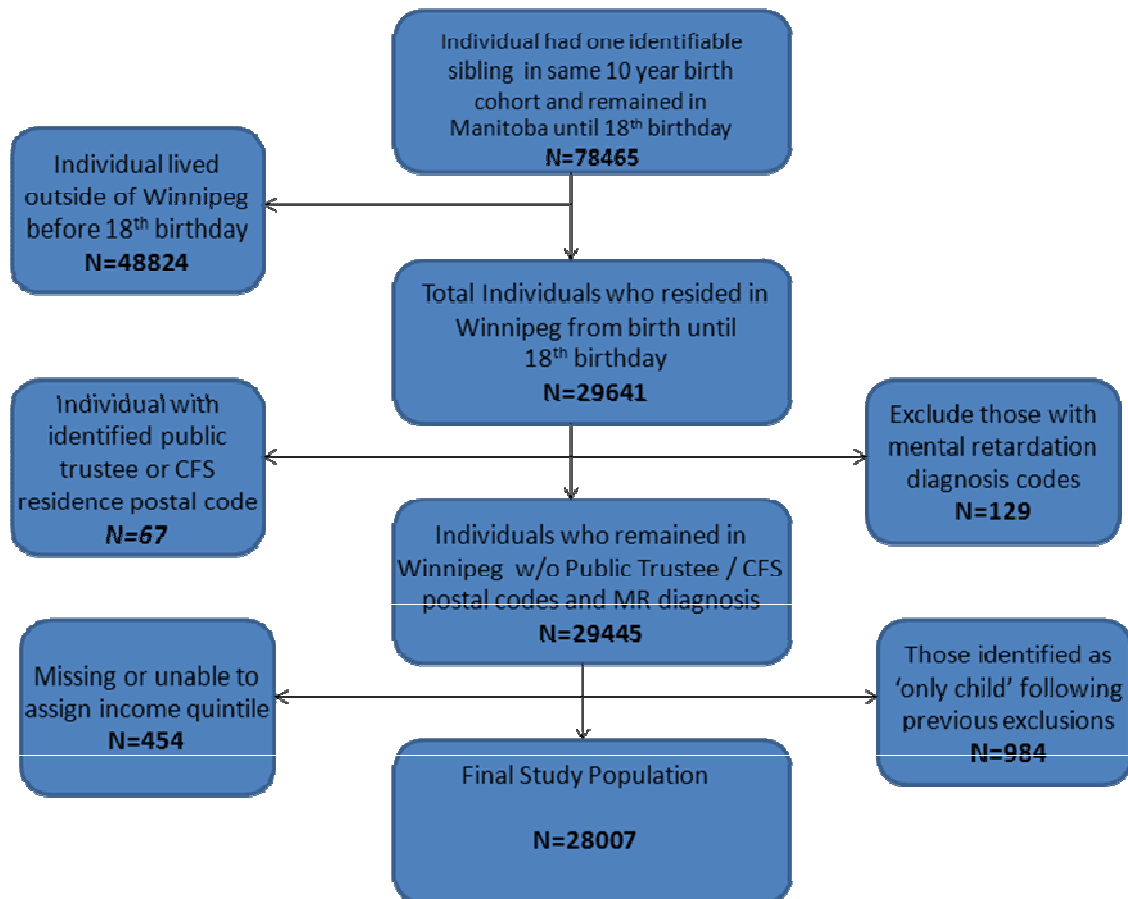 Individual had one identifiable
sibling in same 10 year birth
cohort and remained in
Manitoba until 18th birthday
N=78465
Individual lived
outside of Winnipeg
before 18th birthday
N=48824
Total Individuals who resided in
Winnipeg from birth until
18th birthday
N=29641
Individual with
identified public
trustee or CFS
residence postal code
N=67
Exclude those with
mental retardation
diagnosis codes
N=129
Individuals who remained in
Winnipeg w/o Public Trustee / CFS
postal codes and MR diagnosis
N=29445
Missing or unable to
assign income quintile
N=454
Those identified as
‘only child’ following
previous exclusions
N=984
Final Study Population
N=28007